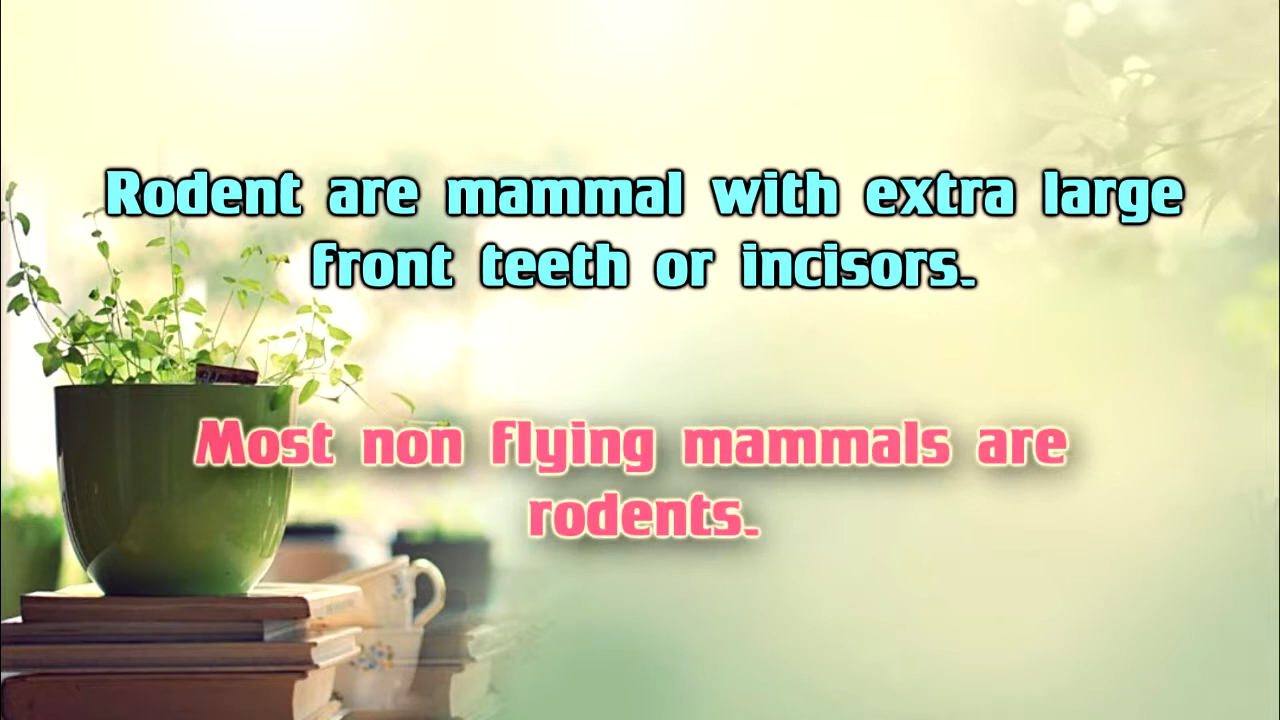 Rodent are mammal with extra large
front teeth or incisors.
Most non flying mammals are
rodents.